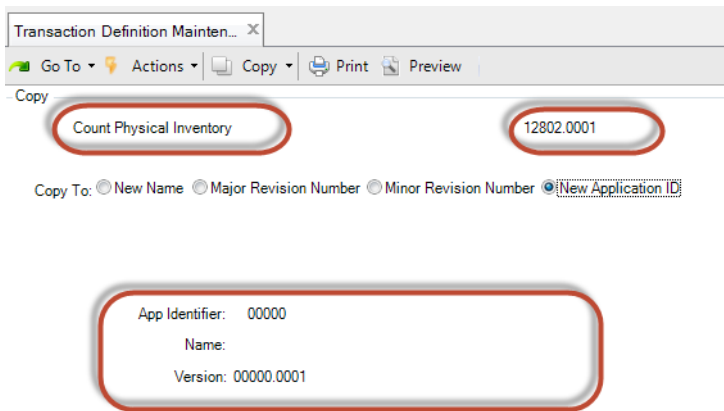 Transaction Definition Mainten... X
Go To Actions Copy Print Preview
Copy
Count Physical Inventory 12802.0001
Copy To: New Name Major Revision Number Minor Revision Number New Application ID
App Identifier: 00000
Name:
Version: 00000.0001